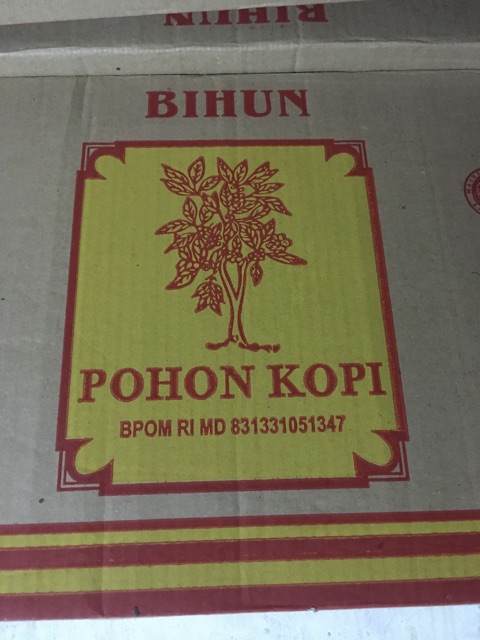 BIHUN
BIHUN
POHON KOPI
BPOM RI MD 831331051347